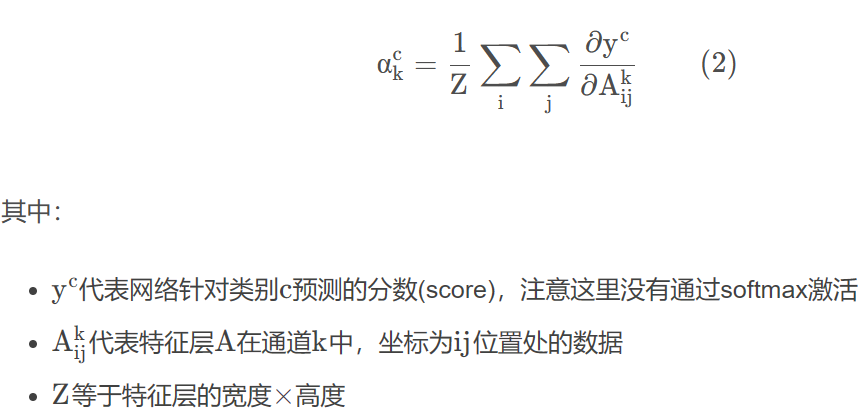 α_k^c = \frac{1}{Z} \sum_i \sum_j \frac{∂y^c}{∂A_{ij}^k} (2)
其中：
• y^c代表网络针对类别c预测的分数(score)，注意这里没有通过softmax激活
• A_{ij}^k代表特征层A在通道k中，坐标为ij位置处的数据
• Z等于特征层的宽度×高度